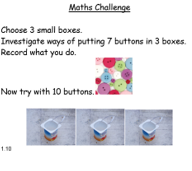 Maths Challenge
Choose 3 small boxes.
Investigate ways of putting 7 buttons in 3 boxes.
Record what you do.
Now try with 10 buttons.
1.10